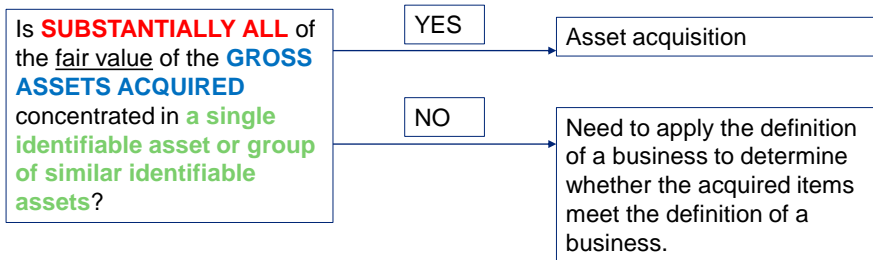 Is SUBSTANTIALLY ALL of
the fair value of the GROSS
ASSETS ACQUIRED
concentrated in a single
identifiable asset or group
of similar identifiable
assets?
YES
Asset acquisition
NO
Need to apply the definition
of a business to determine
whether the acquired items
meet the definition of a
business.